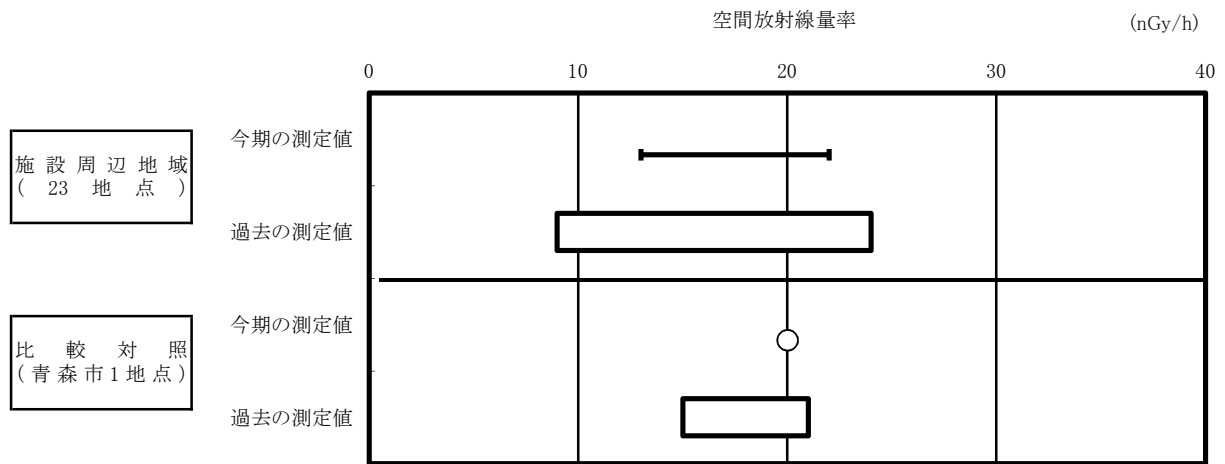 空間放射線量率 (nGy/h)
0 10 20 30 40
施設周辺地域
( 23 地点 )
今期の測定値
過去の測定値
比較対照
(青森市1地点)
今期の測定値
過去の測定値